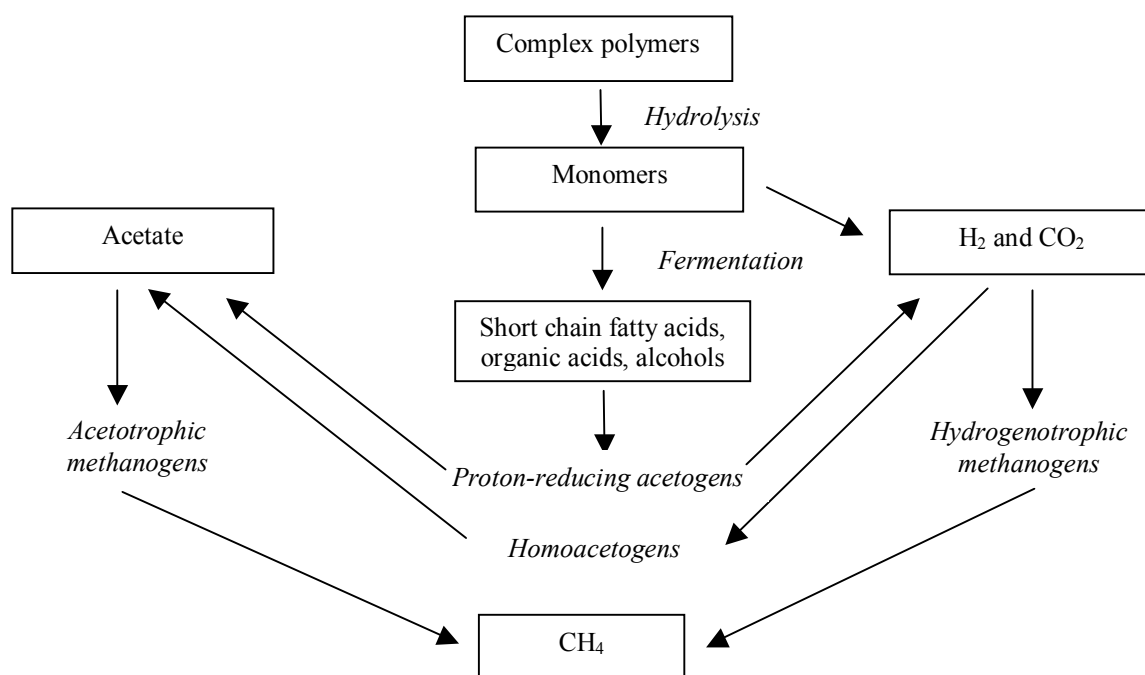 Complex polymers
Hydrolysis
Monomers
Acetate
H₂ and CO₂
Fermentation
Short chain fatty acids,
organic acids, alcohols
Acetotrophic
methanogens
Hydrogenotrophic
methanogens
Proton-reducing acetogens
Homoacetogens
CH₄